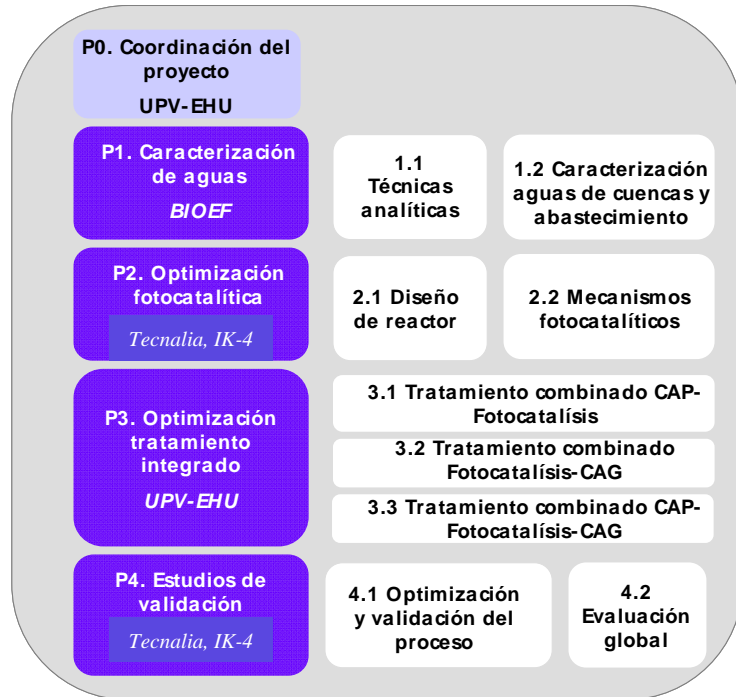 P0. Coordinación del
proyecto
UPV-EHU
P1. Caracterización
de aguas
BIOEF
1.1
Técnicas
analíticas
1.2 Caracterización
aguas de cuencas y
abastecimiento
P2. Optimización
fotocatalítica
Tecnalia, IK-4
2.1 Diseño
de reactor
2.2 Mecanismos
fotocatalíticos
P3. Optimización
tratamiento
integrado
UPV-EHU
3.1 Tratamiento combinado CAP-
Fotocatalísis
3.2 Tratamiento combinado
Fotocatalísis-CAG
3.3 Tratamiento combinado CAP-
Fotocatalísis-CAG
P4. Estudios de
validación
Tecnalia, IK-4
4.1 Optimización
y validación del
proceso
4.2
Evaluación
global